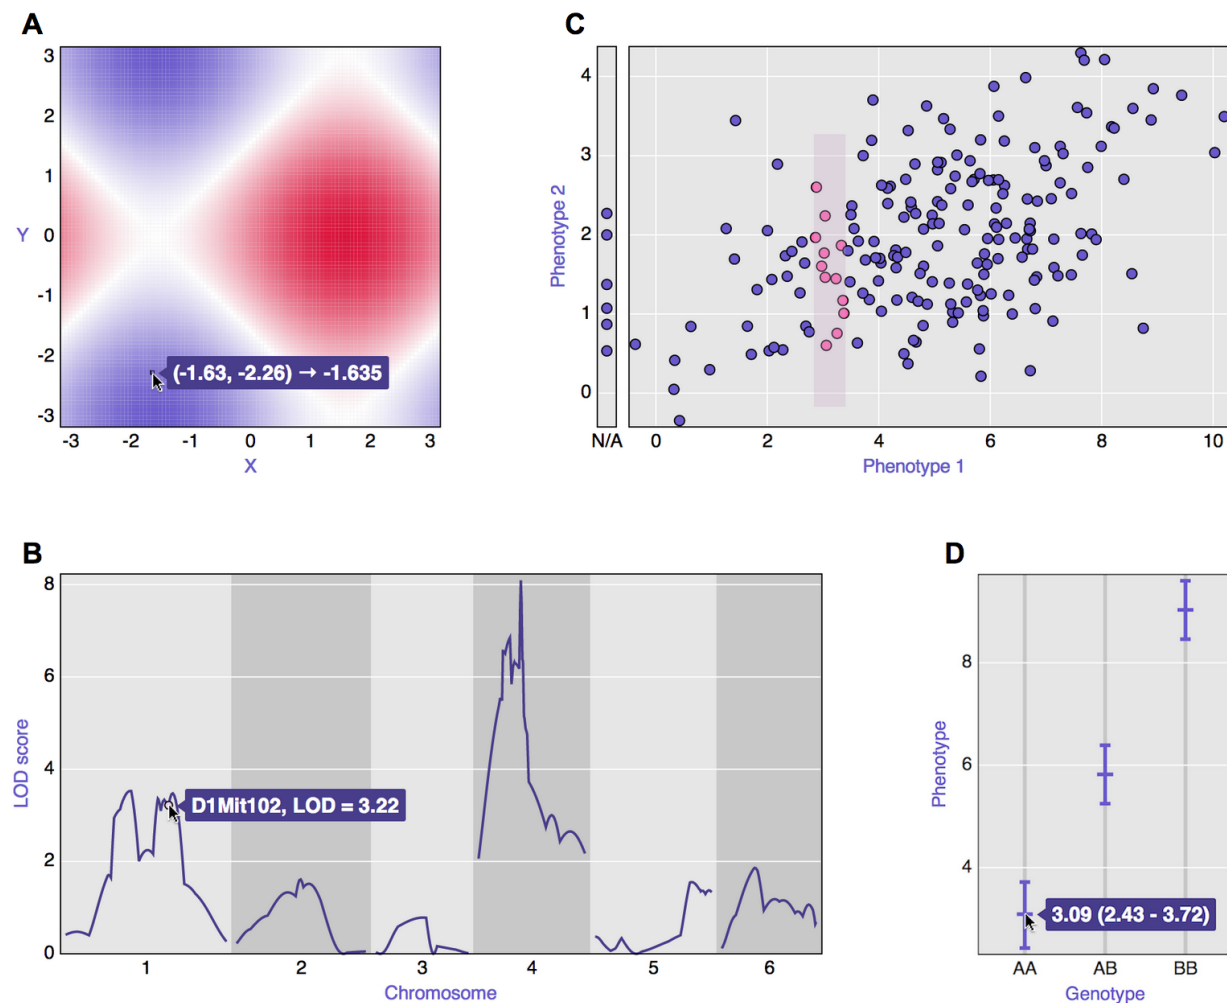 A
3
2
1
Y
0
-1
-2
-3
(-1.63, -2.26) → -1.635
-3 -2 -1 0 1 2 3
X
C
4
3
2
1
0
Phenotype 2
N/A 0 2 4 6 8 10
Phenotype 1
B
8
6
4
2
0
LOD score
D1Mit102, LOD = 3.22
1 2 3 4 5 6
Chromosome
D
8
6
4
Phenotype
3.09 (2.43 - 3.72)
AA AB BB
Genotype